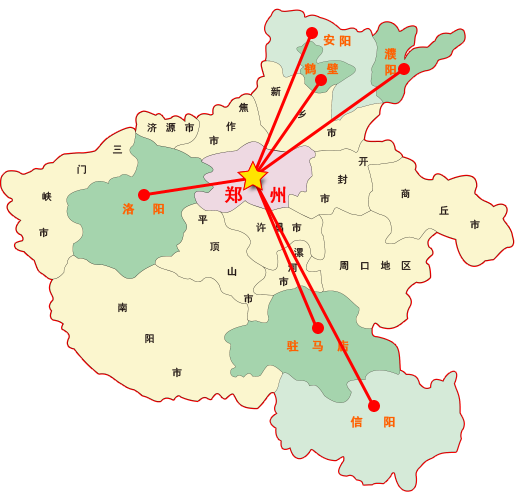 安阳
濮阳
鹤壁
新乡市
焦作市
济源市
三门峡市
开封市
郑州
洛阳
商丘市
平顶山市
许昌市
漯河市
周口地区
南阳市
驻马店
信阳